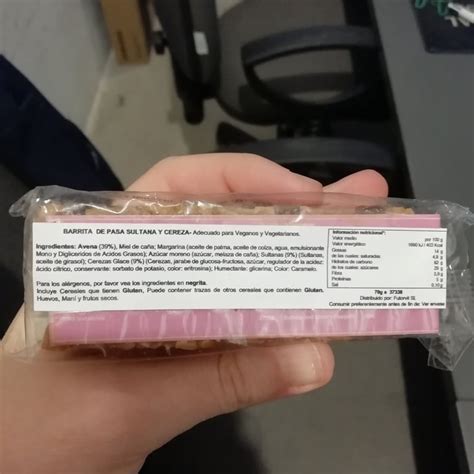 BARRITA DE PASA SULTANA Y CEREZA- Adecuado para Veganos y Vegetarianos.
Ingredientes: Avena (39%), Miel de caña; Margarina (aceite de palma, aceite de colza, agua, emulsionante
Mono y Digliceridos de Acidos Grasos); Azúcar moreno (azucar, melaza de caña); Sultanas (9%) (Sultanas,
aceite de girasol); Cerezas Glace (9%) (Cerezas, jarabe de glucosa-fructosa, azúcar, regulador de la acidez:
ácido cítrico, conservante: sorbato de potasio, color: eritrosina); Humectante: glicerina; Color: Caramelo.
Para los alérgenos, por favor vea los ingredientes en negrita.
Incluye Cereales que tienen Gluten, Puede contener trazas de otros cereales que contienen Gluten,
Huevos, Maní y frutos secos.
Información nutricional:
Valor medio por 100 g
Valor energético
Grasas
de las cuales: saturadas
Hidratos de carbono
de los cuales: azúcares
Fibra
Proteínas
Sal
70g e 37338
Distribuido por: SL
Consumir preferentemente antes de fin de: Ver envase